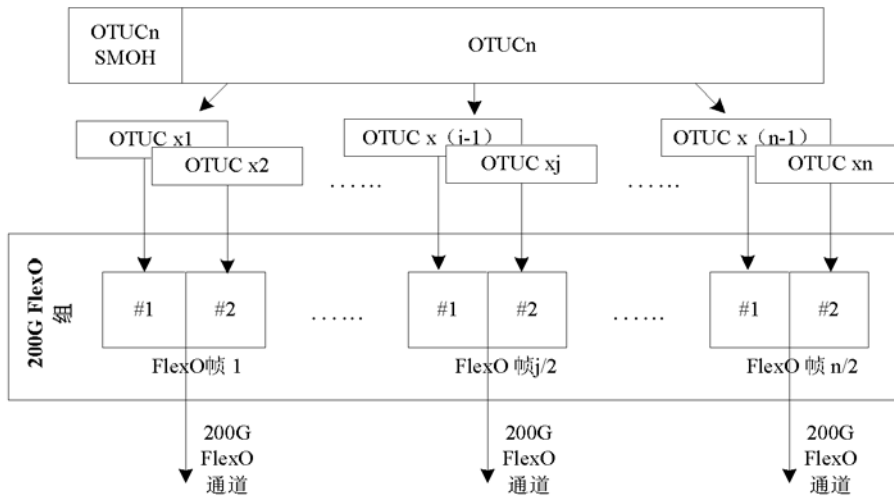 OTUCn
SMOH
OTUCn
OTUC x1
OTUC x2
OTUC x（j-1）
OTUC xj
OTUC x（n-1）
OTUC xn
……
……
200G FlexO
组
#1
#2
……
#1
#2
……
#1
#2
FlexO帧 1
FlexO 帧j/2
FlexO 帧 n/2
200G
FlexO
通道
200G
FlexO
通道
200G
FlexO
通道